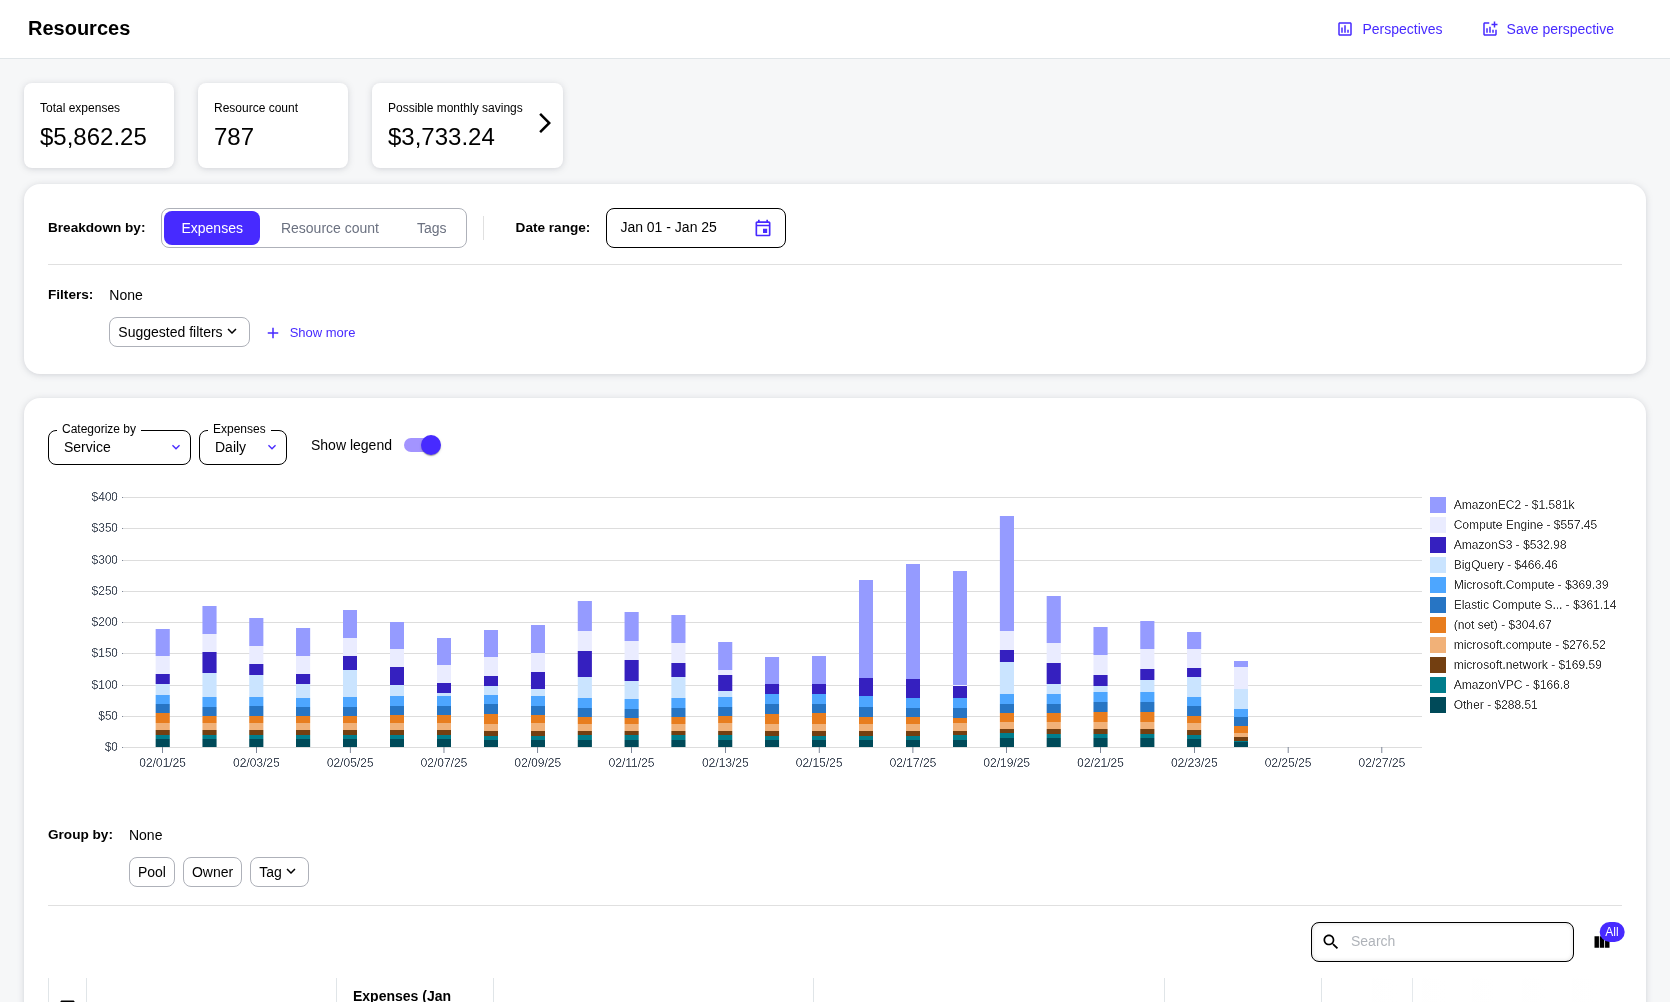 Resources
Perspectives
Save perspective
Total expenses
$5,862.25
Resource count
787
Possible monthly savings
$3,733.24
Breakdown by:
Expenses
Resource count
Tags
Date range:
Jan 01 - Jan 25
Filters:
None
Suggested filters
Show more
Categorize by
Service
Expenses
Daily
Show legend
$400
$350
$300
$250
$200
$150
$100
$50
$0
02/01/25
02/03/25
02/05/25
02/07/25
02/09/25
02/11/25
02/13/25
02/15/25
02/17/25
02/19/25
02/21/25
02/23/25
02/25/25
02/27/25
AmazonEC2 - $1.581k
Compute Engine - $557.45
AmazonS3 - $532.98
BigQuery - $466.46
Microsoft.Compute - $369.39
Elastic Compute S... - $361.14
(not set) - $304.67
microsoft.compute - $276.52
microsoft.network - $169.59
AmazonVPC - $166.8
Other - $288.51
Group by:
None
Pool
Owner
Tag
Search
All
Expenses (Jan